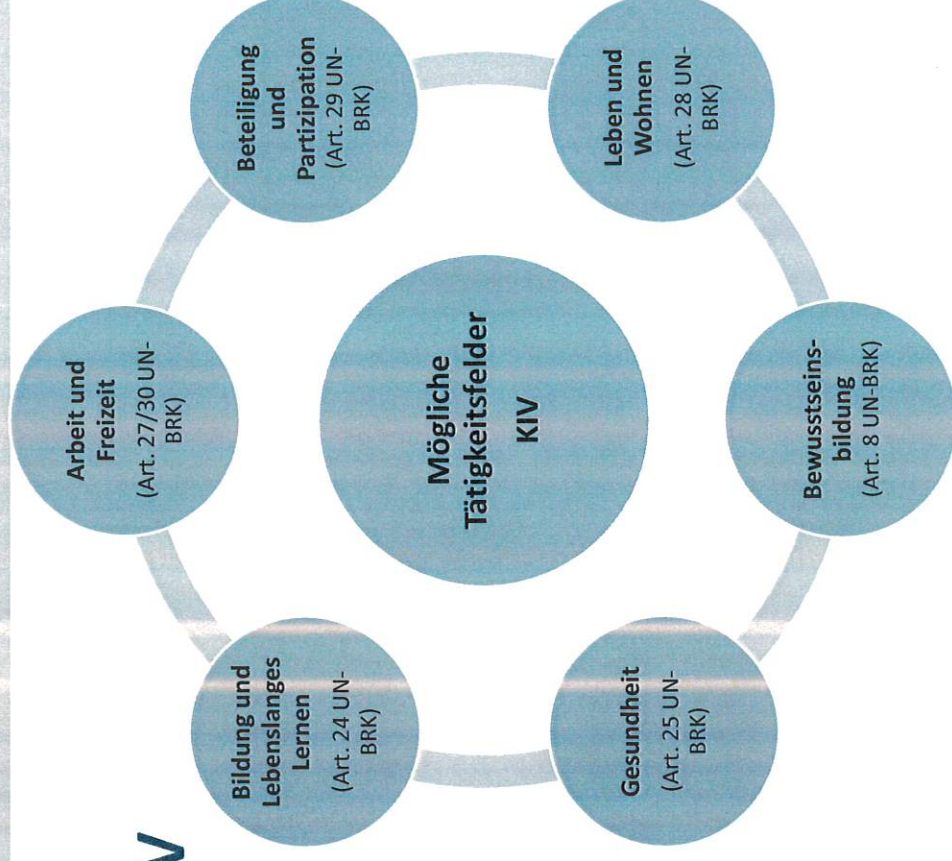 V
Mögliche
Tätigkeitsfelder
KIV
Arbeit und
Freizeit
(Art. 27/30 UN-
BRK)
Beteiligung
und
Partizipation
(Art. 29 UN-
BRK)
Leben und
Wohnen
(Art. 28 UN-
BRK)
Bewusstseins-
bildung
(Art. 8 UN-BRK)
Gesundheit
(Art. 25 UN-
BRK)
Bildung und
Lebenslanges
Lernen
(Art. 24 UN-
BRK)